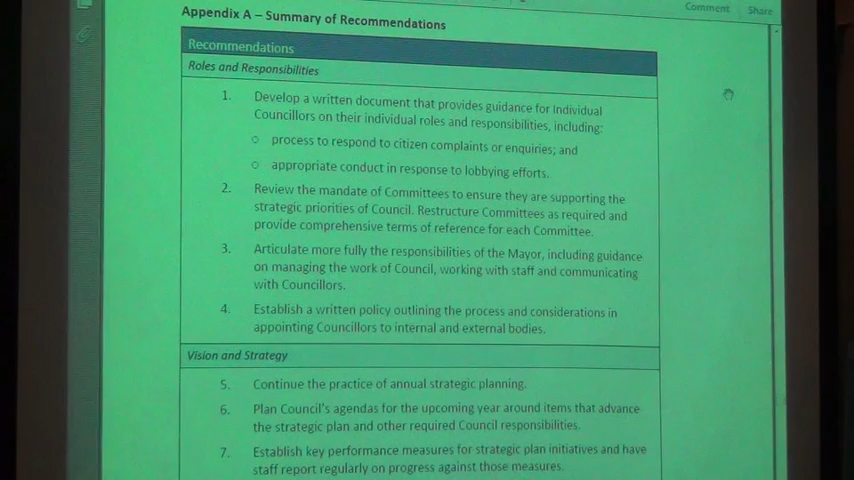 Comment Share
Appendix A – Summary of Recommendations
Recommendations
Roles and Responsibilities
1. Develop a written document that provides guidance for Individual
Councillors on their individual roles and responsibilities, including:
○ process to respond to citizen complaints or enquiries; and
○ appropriate conduct in response to lobbying efforts.
2. Review the mandate of Committees to ensure they are supporting the
strategic priorities of Council. Restructure Committees as required and
provide comprehensive terms of reference for each Committee.
3. Articulate more fully the responsibilities of the Mayor, including guidance
on managing the work of Council, working with staff and communicating
with Councillors.
4. Establish a written policy outlining the process and considerations in
appointing Councillors to internal and external bodies.
Vision and Strategy
5. Continue the practice of annual strategic planning.
6. Plan Council's agendas for the upcoming year around items that advance
the strategic plan and other required Council responsibilities.
7. Establish key performance measures for strategic plan initiatives and have
staff report regularly on progress against those measures.